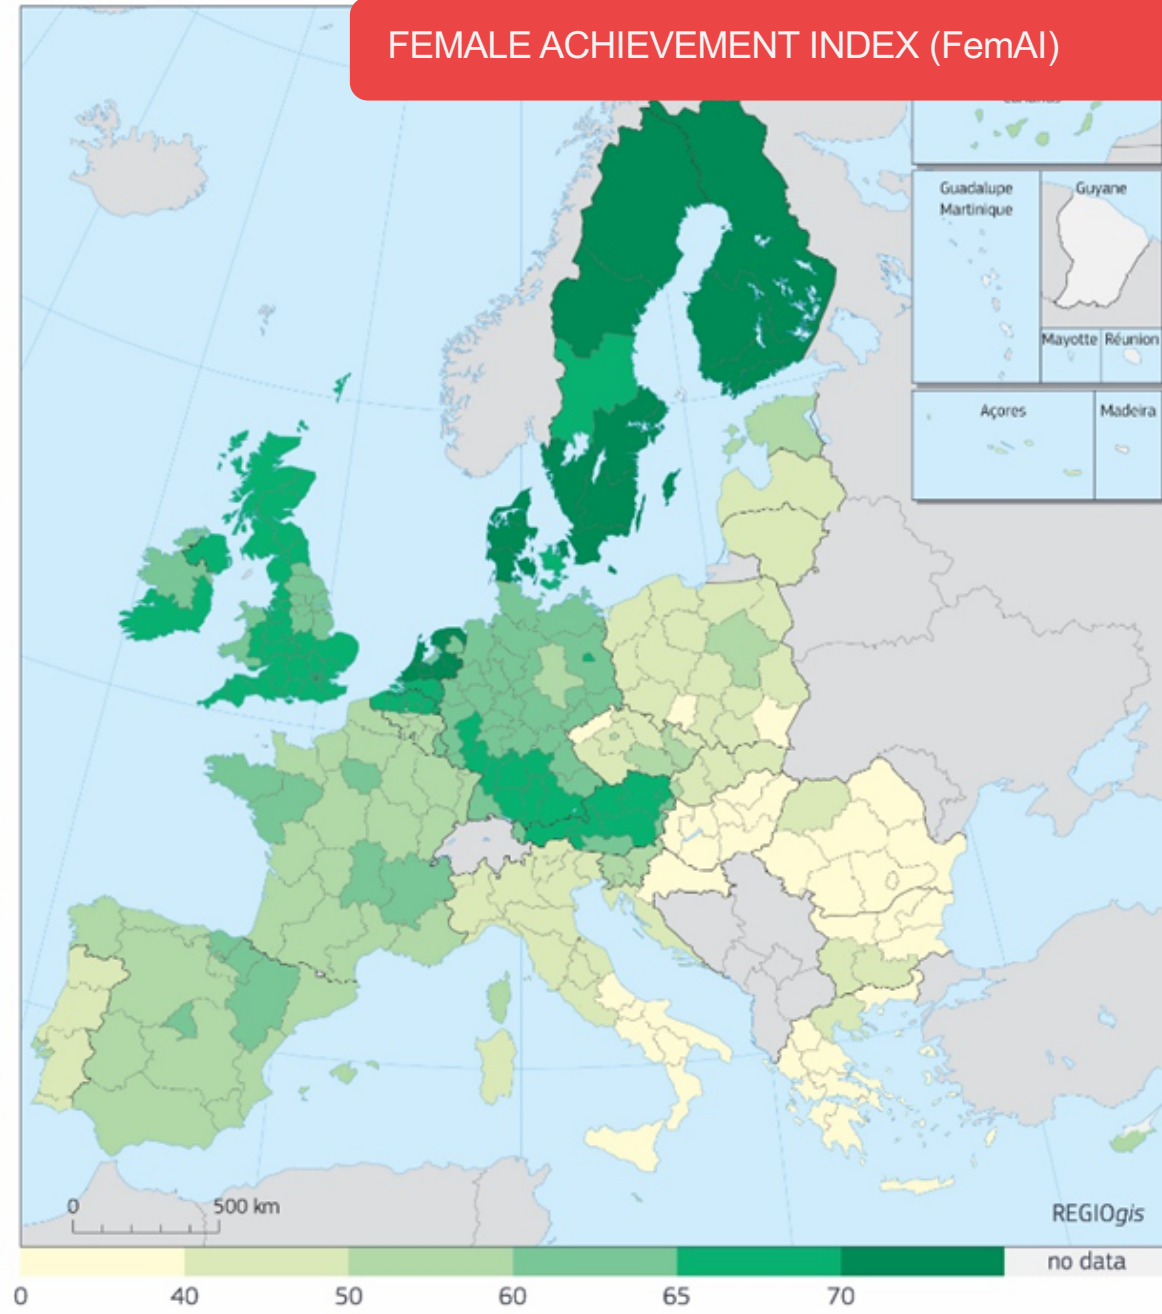 FEMALE ACHIEVEMENT INDEX (FemAI)
Guadalupe
Martinique
Guyane
Mayotte
Réunion
Açores
Madeira
0
500 km
REGIOgis
no data
0
40
50
60
65
70